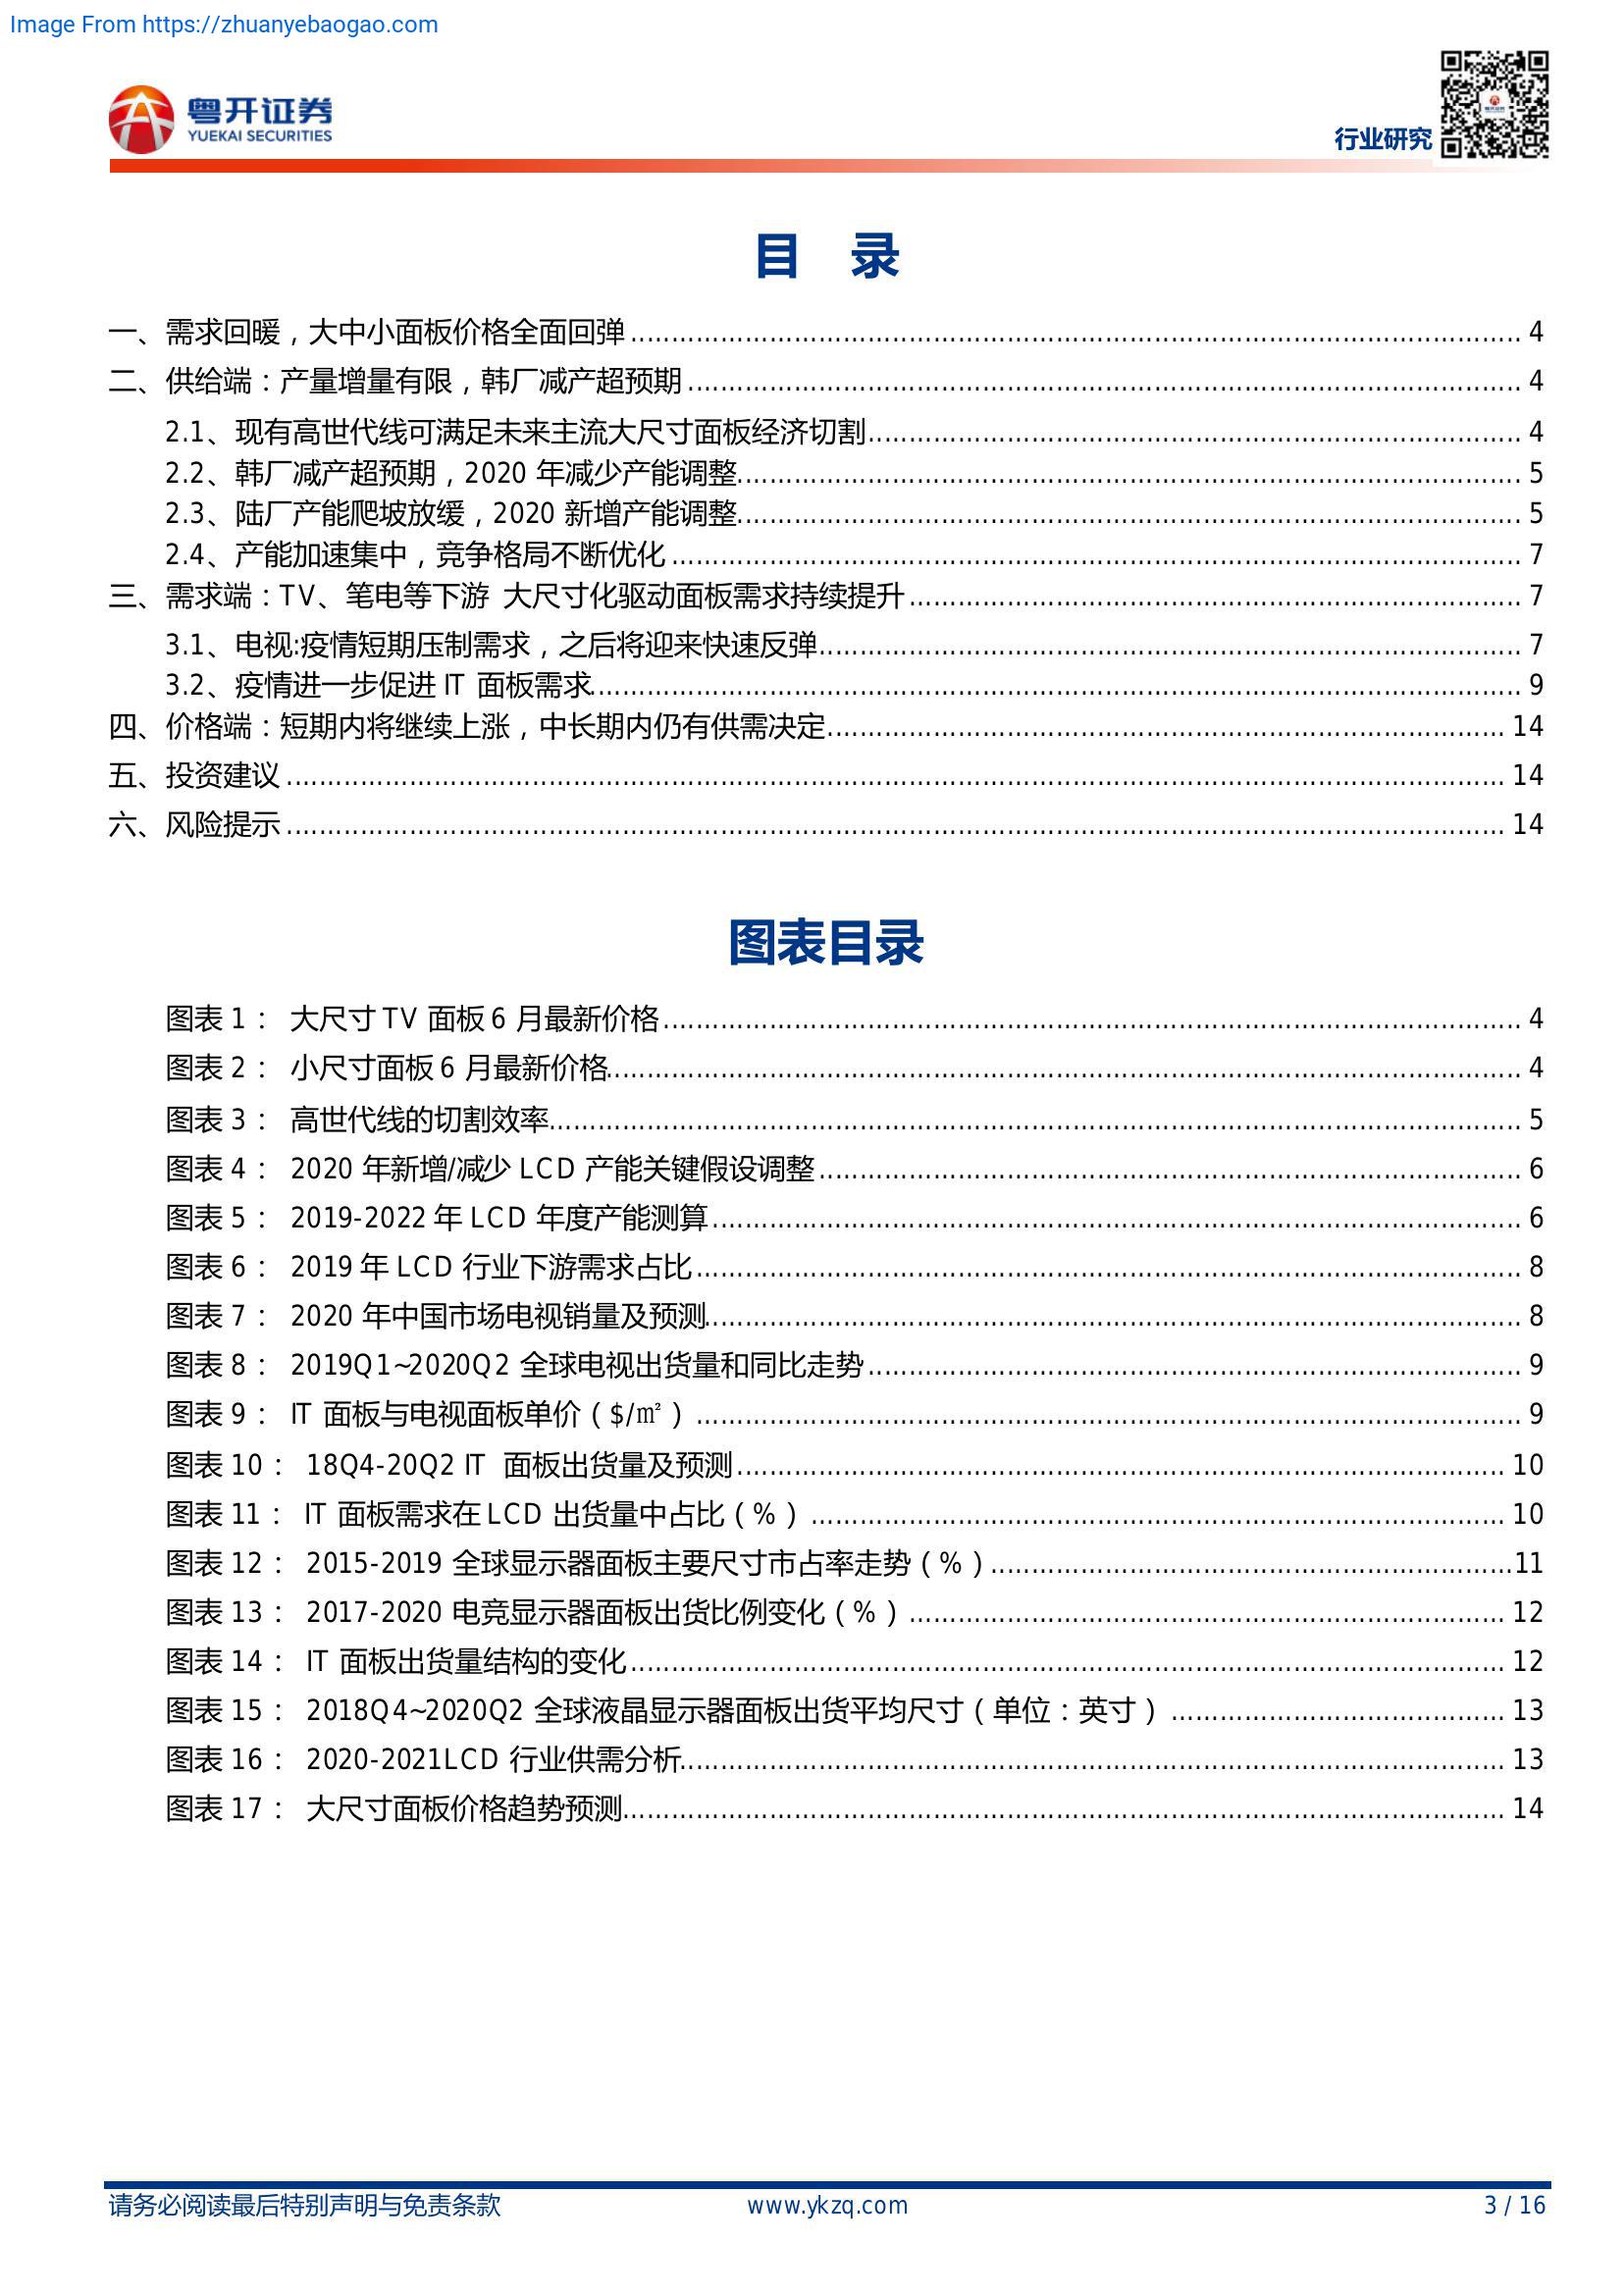 Image From https://zhuanyebaogao.com
粤开证券
YUEKAI SECURITIES
行业研究
目 录
一、需求回暖，大中小面板价格全面回弹 4
二、供给端：产量增量有限，韩厂减产超预期 4
2.1、现有高世代线可满足未来主流大尺寸面板经济切割 4
2.2、韩厂减产超预期，2020 年减少产能调整 5
2.3、陆厂产能爬坡放缓，2020 新增产能调整 5
2.4、产能加速集中，竞争格局不断优化 7
三、需求端：TV、笔电等下游 大尺寸化驱动面板需求持续提升 7
3.1、电视:疫情短期压制需求，之后将迎来快速反弹 7
3.2、疫情进一步促进 IT 面板需求 9
四、价格端：短期内将继续上涨，中长期内仍有供需决定 14
五、投资建议 14
六、风险提示 14
图表目录
图表 1： 大尺寸 TV 面板 6 月最新价格 4
图表 2： 小尺寸面板 6 月最新价格 4
图表 3： 高世代线的切割效率 5
图表 4： 2020 年新增/减少 LCD 产能关键假设调整 6
图表 5： 2019-2022 年 LCD 年度产能测算 6
图表 6： 2019 年 LCD 行业下游需求占比 8
图表 7： 2020 年中国市场电视销量及预测 8
图表 8： 2019Q1~2020Q2 全球电视出货量和同比走势 9
图表 9： IT 面板与电视面板单价（$/㎡） 9
图表 10： 18Q4-20Q2 IT 面板出货量及预测 10
图表 11： IT 面板需求在 LCD 出货量中占比（%） 10
图表 12： 2015-2019 全球显示器面板主要尺寸市占率走势（%） 11
图表 13： 2017-2020 电竞显示器面板出货比例变化（%） 12
图表 14： IT 面板出货量结构的变化 12
图表 15： 2018Q4~2020Q2 全球液晶显示器面板出货平均尺寸（单位：英寸） 13
图表 16： 2020-2021LCD 行业供需分析 13
图表 17： 大尺寸面板价格趋势预测 14
请务必阅读最后特别声明与免责条款 www.ykzq.com 3 / 16